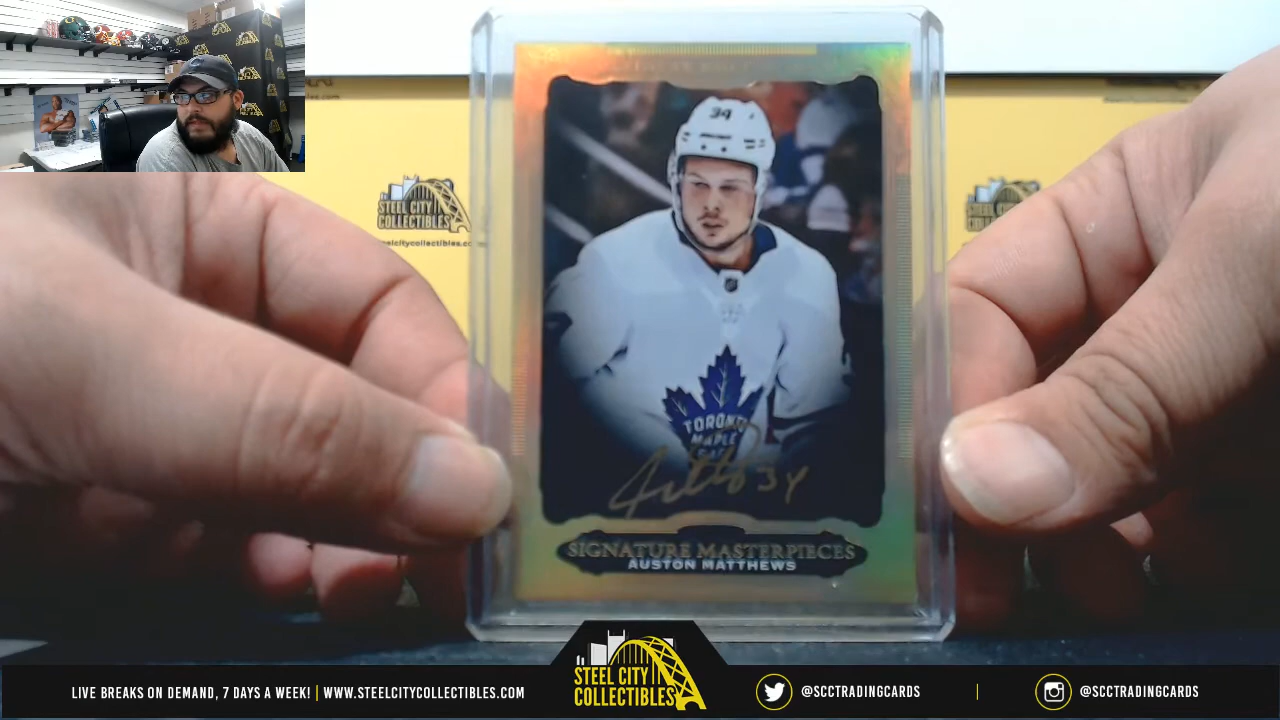 34
STEEL CITY
COLLECTIBLES
STEEL CITY
COLLECTIBLES
TORONTO
MAPLE
34
SIGNATURE MASTERPIECES
AUSTON MATTHEWS
LIVE BREAKS ON DEMAND, 7 DAYS A WEEK! | WWW.STEELCITYCOLLECTIBLES.COM
STEEL CITY
COLLECTIBLES
@SCCTRADINGCARDS | @SCCTRADINGCARDS